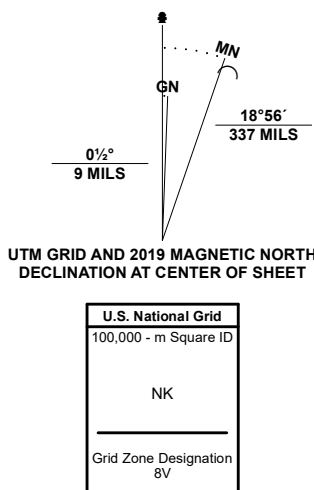 MN
GN
18°56´
337 MILS
0½°
9 MILS
UTM GRID AND 2019 MAGNETIC NORTH
DECLINATION AT CENTER OF SHEET
U.S. National Grid
100,000 - m Square ID
NK
Grid Zone Designation
8V